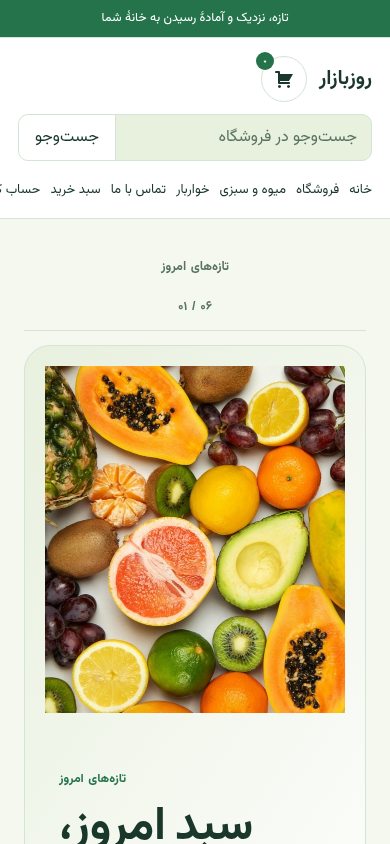 تازه، نزدیک و آمادهٔ رسیدن به خانهٔ شما
روزبازار
۰
جست‌وجو در فروشگاه
جست‌وجو
خانه فروشگاه میوه و سبزی خواربار تماس با ما سبد خرید حساب
تازه‌های امروز
۰۱ / ۰۶
تازه‌های امروز
سبد امروز،